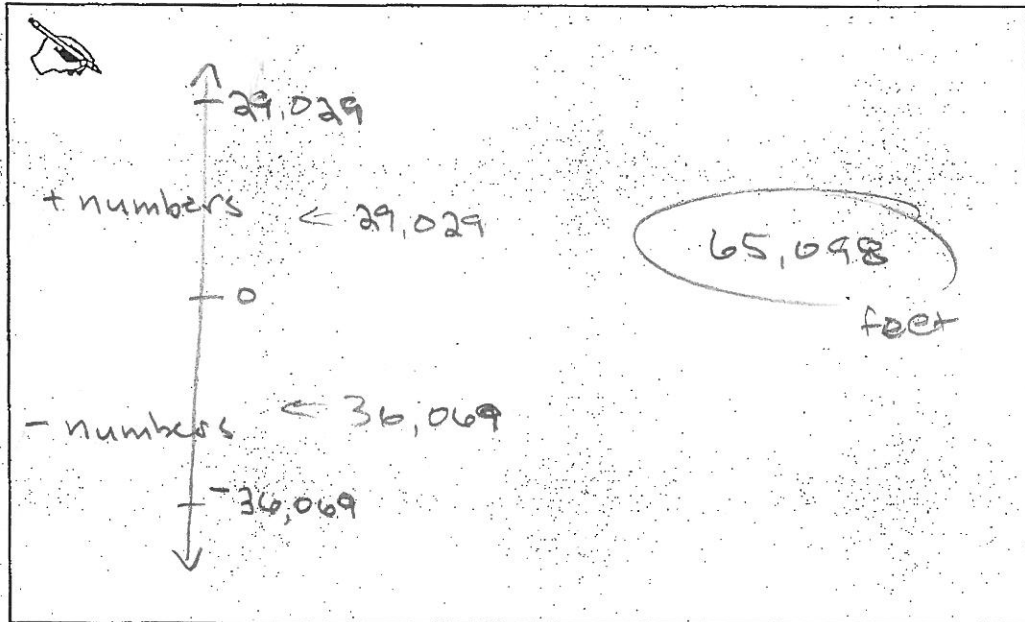 29,029
+ numbers ← 29,029
65,098
feet
0
- numbers ← 36,069
-36,069